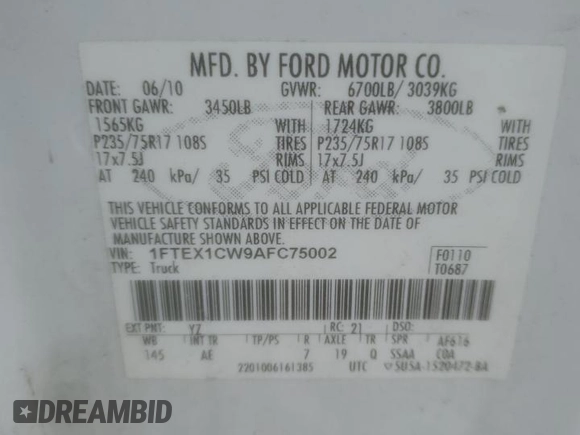 MFD. BY FORD MOTOR CO.
DATE: 06/10 GVWR: 6700LB/ 3039KG
FRONT GAWR: 3450LB REAR GAWR: 3800LB
1565KG WITH 1724KG WITH
P235/75R17 108S TIRES P235/75R17 108S TIRES
17x7.5J RIMS 17x7.5J RIMS
AT 240 kPa/ 35 PSI COLD AT 240 kPa/ 35 PSI COLD
THIS VEHICLE CONFORMS TO ALL APPLICABLE FEDERAL MOTOR
VEHICLE SAFETY STANDARDS IN EFFECT ON THE DATE OF
MANUFACTURE SHOWN ABOVE.
VIN: 1FTEX1CW9AFC75002 F0110
TYPE: Truck T0687
EXT PNT: YZ RC: 21 DSO:
WB INT TR TP/PS R AXLE TR SPR AF616
145 AE 7 19 Q SSAA COA
2201006161385 UTC 5U5A-1520472-BA
DREAMBID